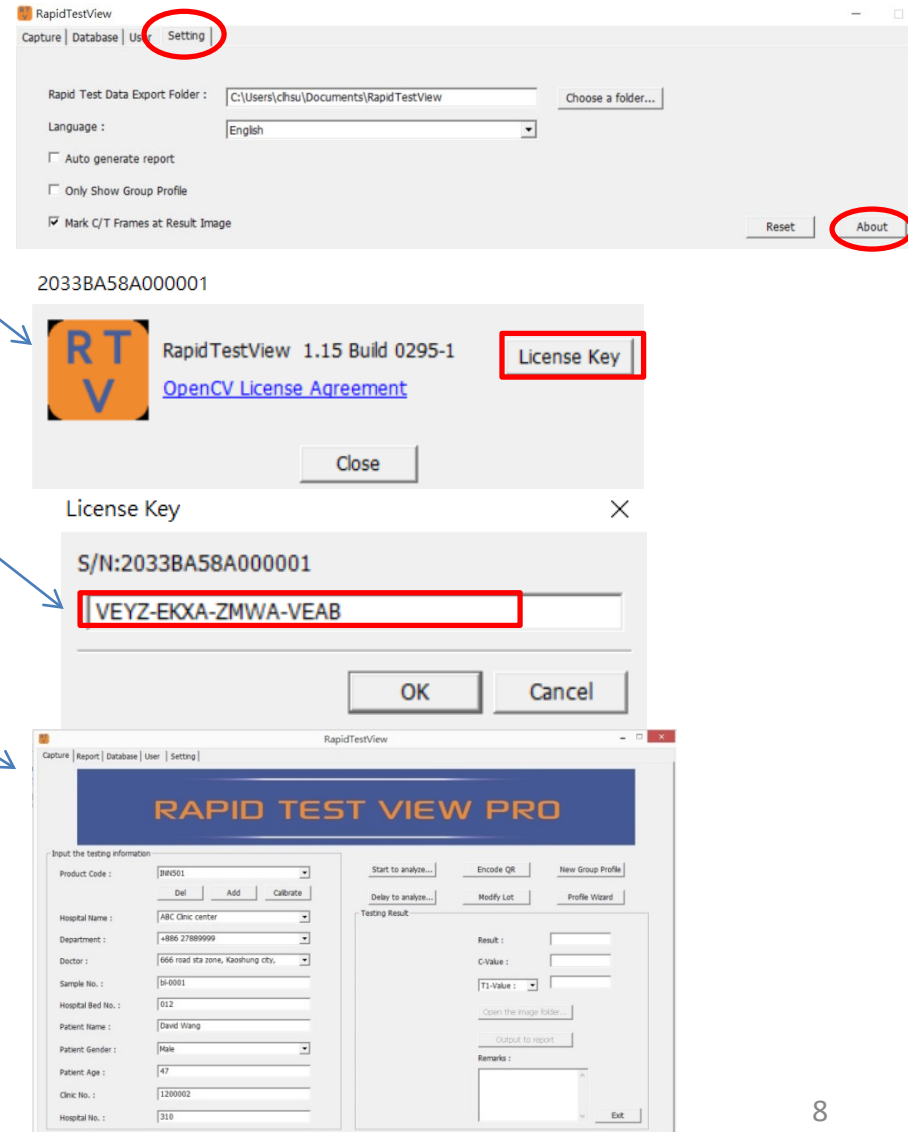 RapidTestView
Capture Database User Setting
Rapid Test Data Export Folder : C:\Users\clhsu\Documents\RapidTestView Choose a folder...
Language : English
Auto generate report
Only Show Group Profile
Mark C/T Frames at Result Image
Reset About
2033BA58A000001
R T
V
RapidTestView 1.15 Build 0295-1
License Key
OpenCV License Agreement
Close
License Key
S/N:2033BA58A000001
VEYZ-EKXA-ZMWA-VEAB
OK Cancel
RapidTestView
Capture Report Database User Setting
RAPID TEST VIEW PRO
Input the testing information
Product Code : INN501
Del Add Calibrate
Hospital Name : ABC Clinic center
Department : +886 27889999
Doctor : 666 road sta zone, Kaoshung city,
Sample No. : bl-0001
Hospital Bed No. : 012
Patient Name : David Wang
Patient Gender : Male
Patient Age : 47
Clinic No. : 1200002
Hospital No. : 310
Start to analyze... Encode QR New Group Profile
Delay to analyze... Modify Lot Profile Wizard
Testing Result
Result :
C-Value :
T1-Value :
Open the image folder...
Output to report
Remarks :
Exit
8